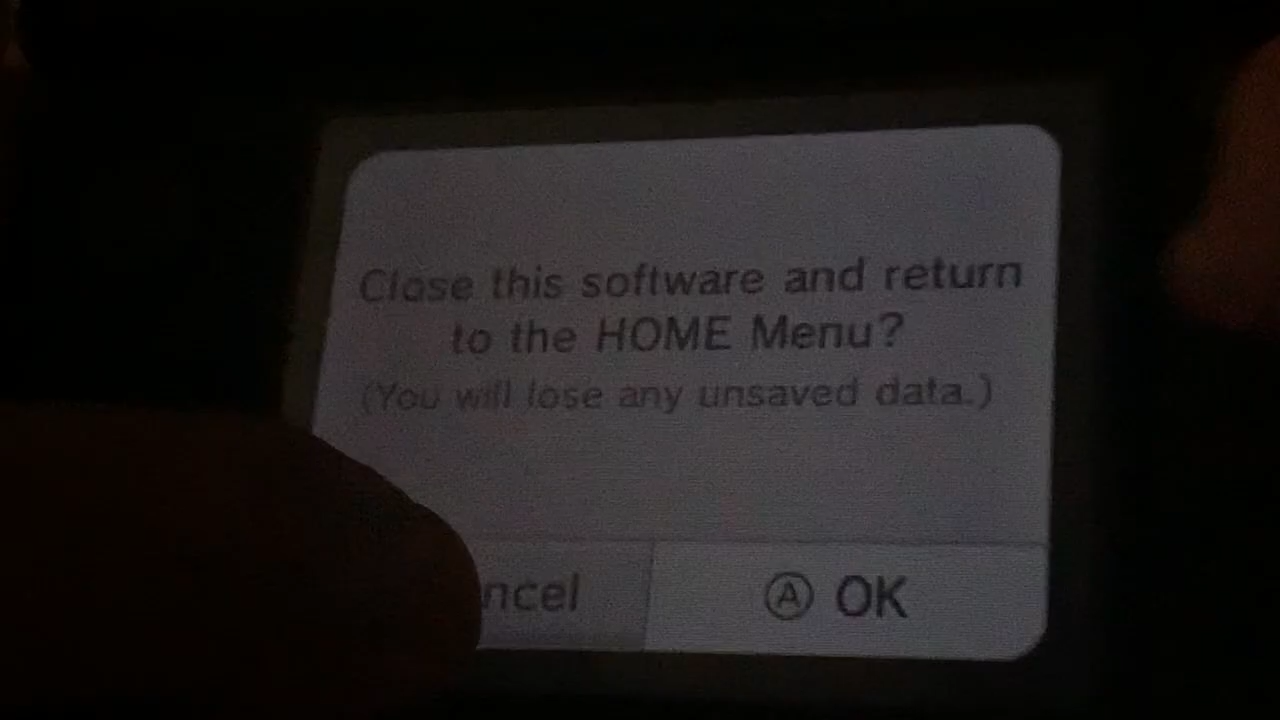 Close this software and return
to the HOME Menu?
(You will lose any unsaved data.)
ncel
Ⓐ OK